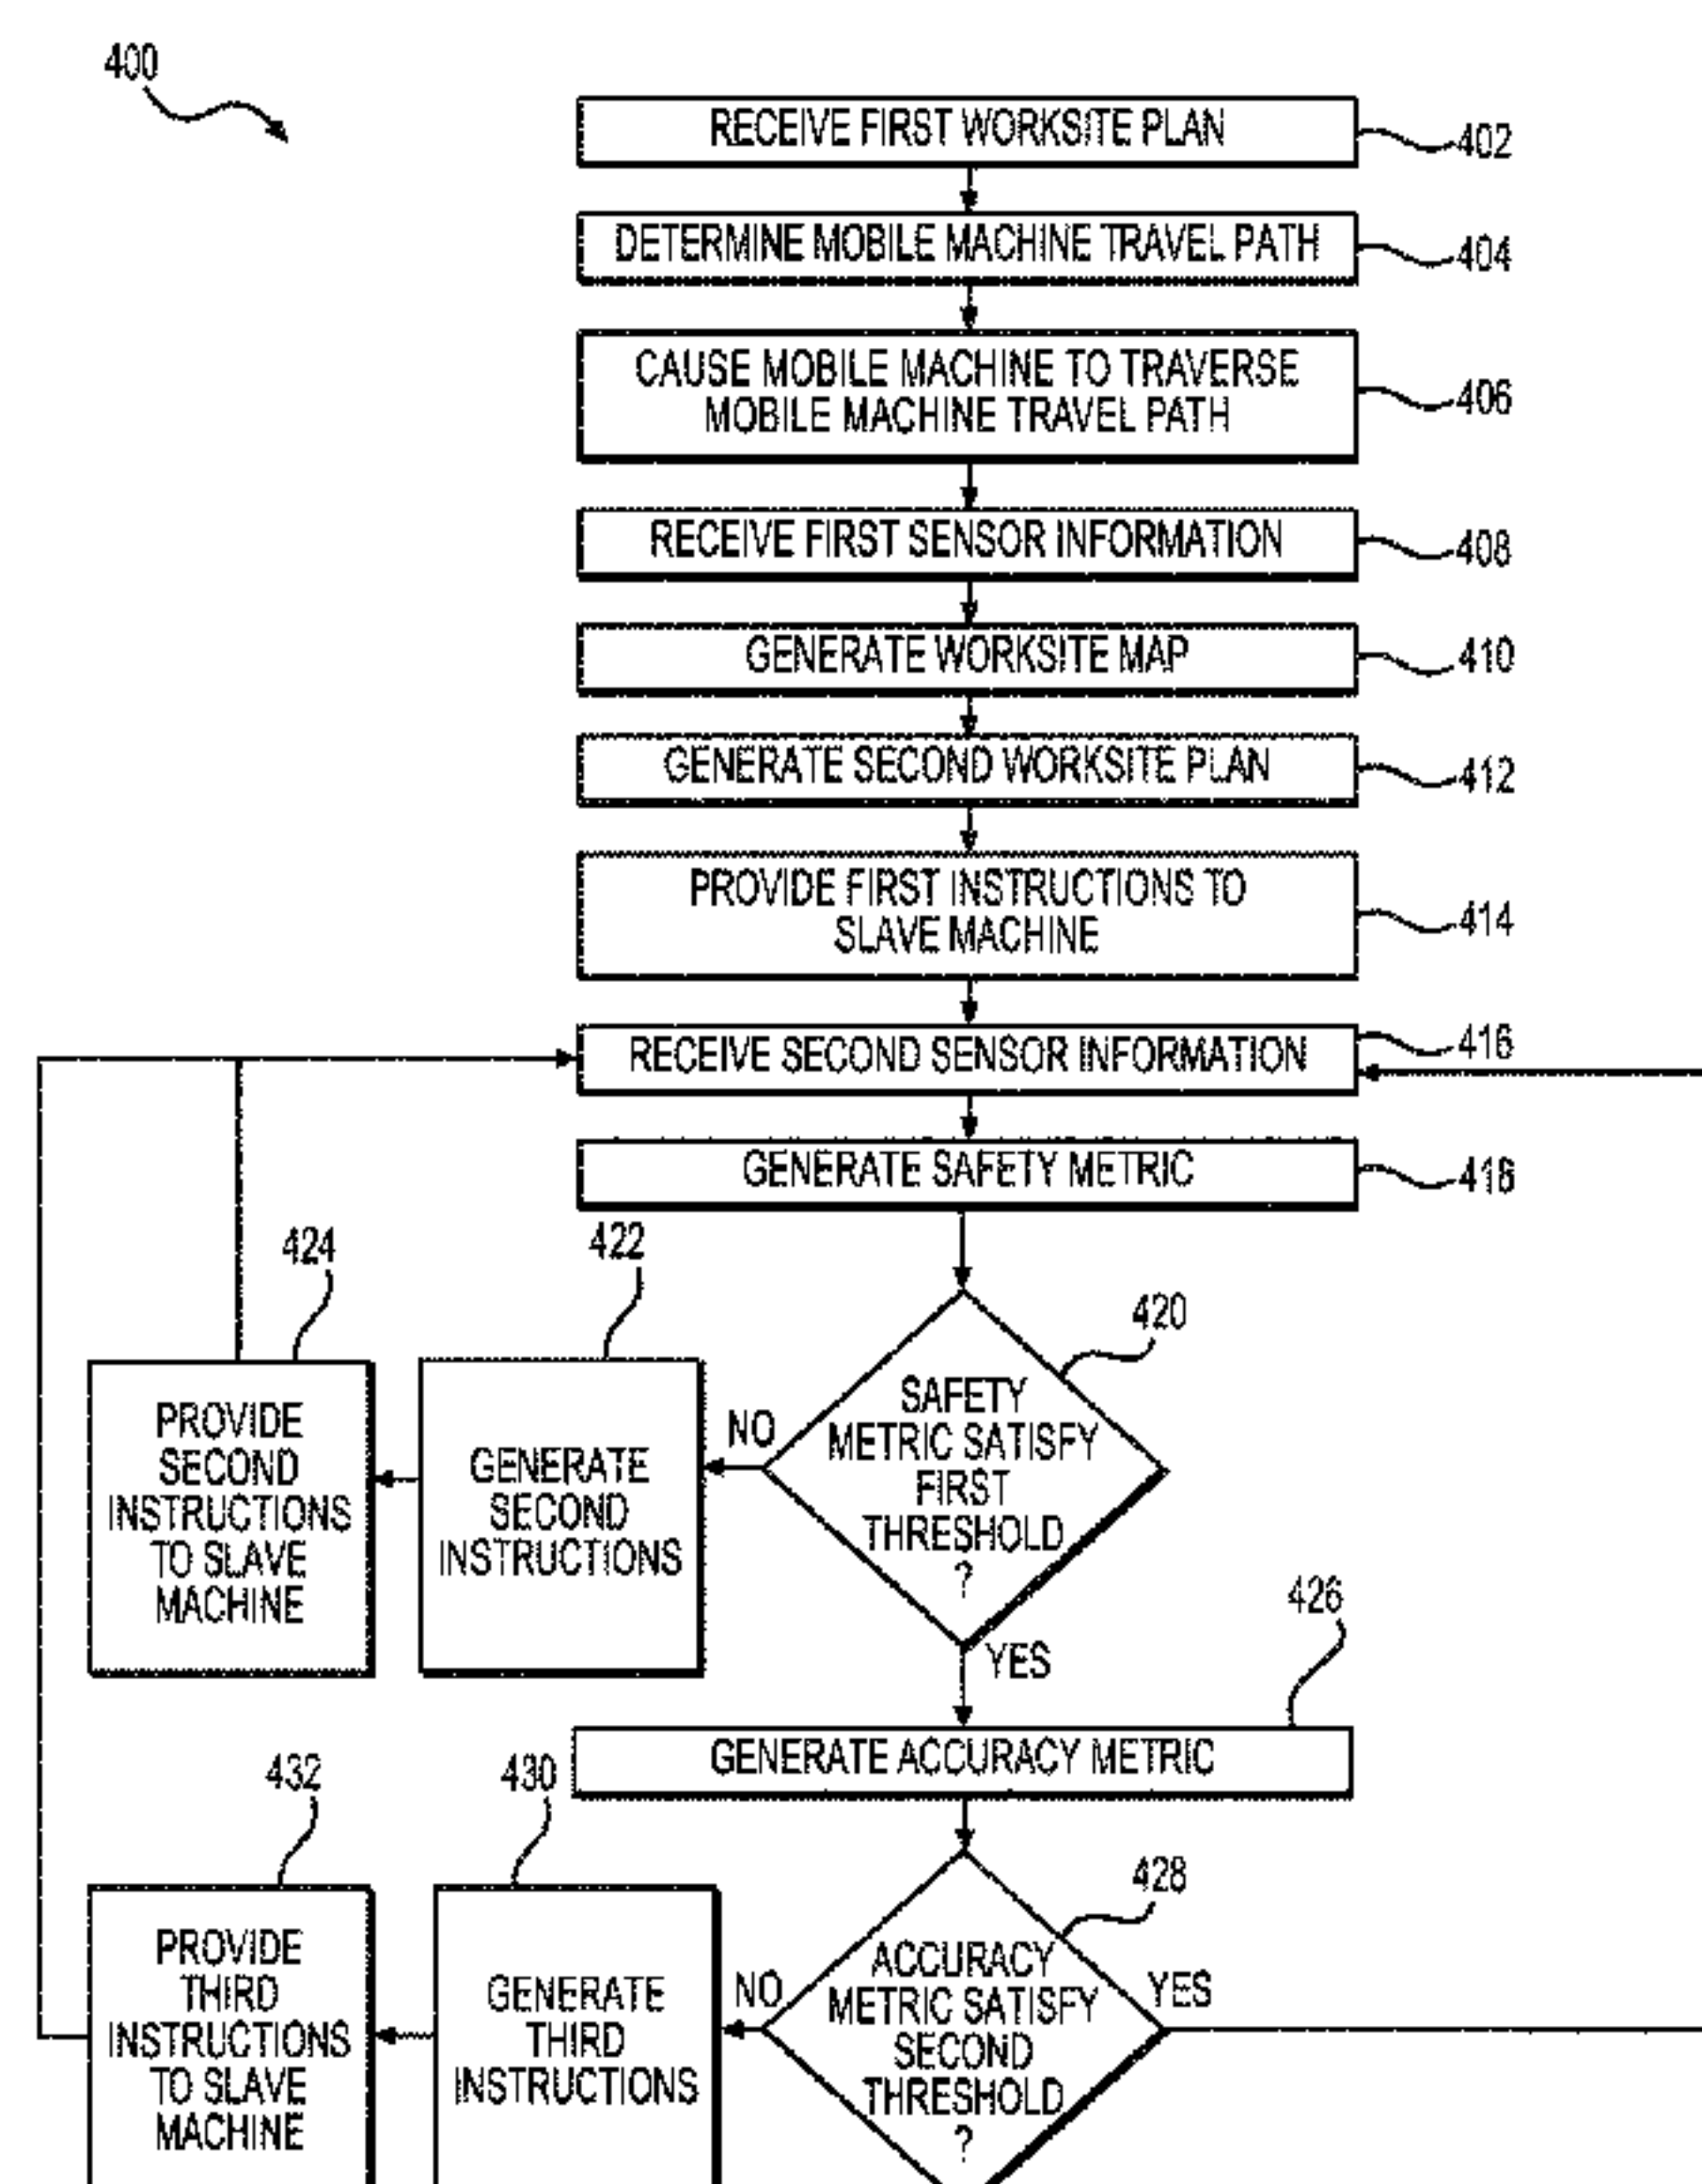 400
RECEIVE FIRST WORKSITE PLAN
402
DETERMINE MOBILE MACHINE TRAVEL PATH
404
CAUSE MOBILE MACHINE TO TRAVERSE
MOBILE MACHINE TRAVEL PATH
406
RECEIVE FIRST SENSOR INFORMATION
408
GENERATE WORKSITE MAP
410
GENERATE SECOND WORKSITE PLAN
412
PROVIDE FIRST INSTRUCTIONS TO
SLAVE MACHINE
414
RECEIVE SECOND SENSOR INFORMATION
416
GENERATE SAFETY METRIC
418
424
422
420
PROVIDE
SECOND
INSTRUCTIONS
TO SLAVE
MACHINE
GENERATE
SECOND
INSTRUCTIONS
NO
SAFETY
METRIC SATISFY
FIRST
THRESHOLD
?
YES
426
GENERATE ACCURACY METRIC
432
430
428
PROVIDE
THIRD
INSTRUCTIONS
TO SLAVE
MACHINE
GENERATE
THIRD
INSTRUCTIONS
NO
ACCURACY
METRIC SATISFY
SECOND
THRESHOLD
?
YES